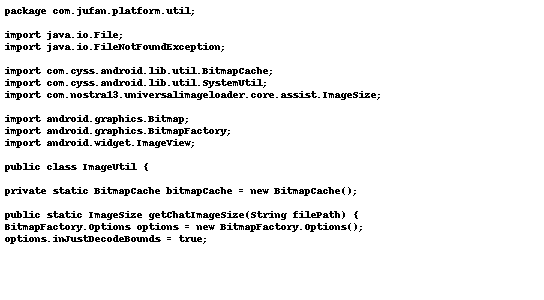 package com.jufan.platform.util;

import java.io.File;
import java.io.FileNotFoundException;

import com.cyss.android.lib.util.BitmapCache;
import com.cyss.android.lib.util.SystemUtil;
import com.nostra13.universalimageloader.core.assist.ImageSize;

import android.graphics.Bitmap;
import android.graphics.BitmapFactory;
import android.widget.ImageView;

public class ImageUtil {

private static BitmapCache bitmapCache = new BitmapCache();

public static ImageSize getChatImageSize(String filePath) {
BitmapFactory.Options options = new BitmapFactory.Options();
options.inJustDecodeBounds = true;